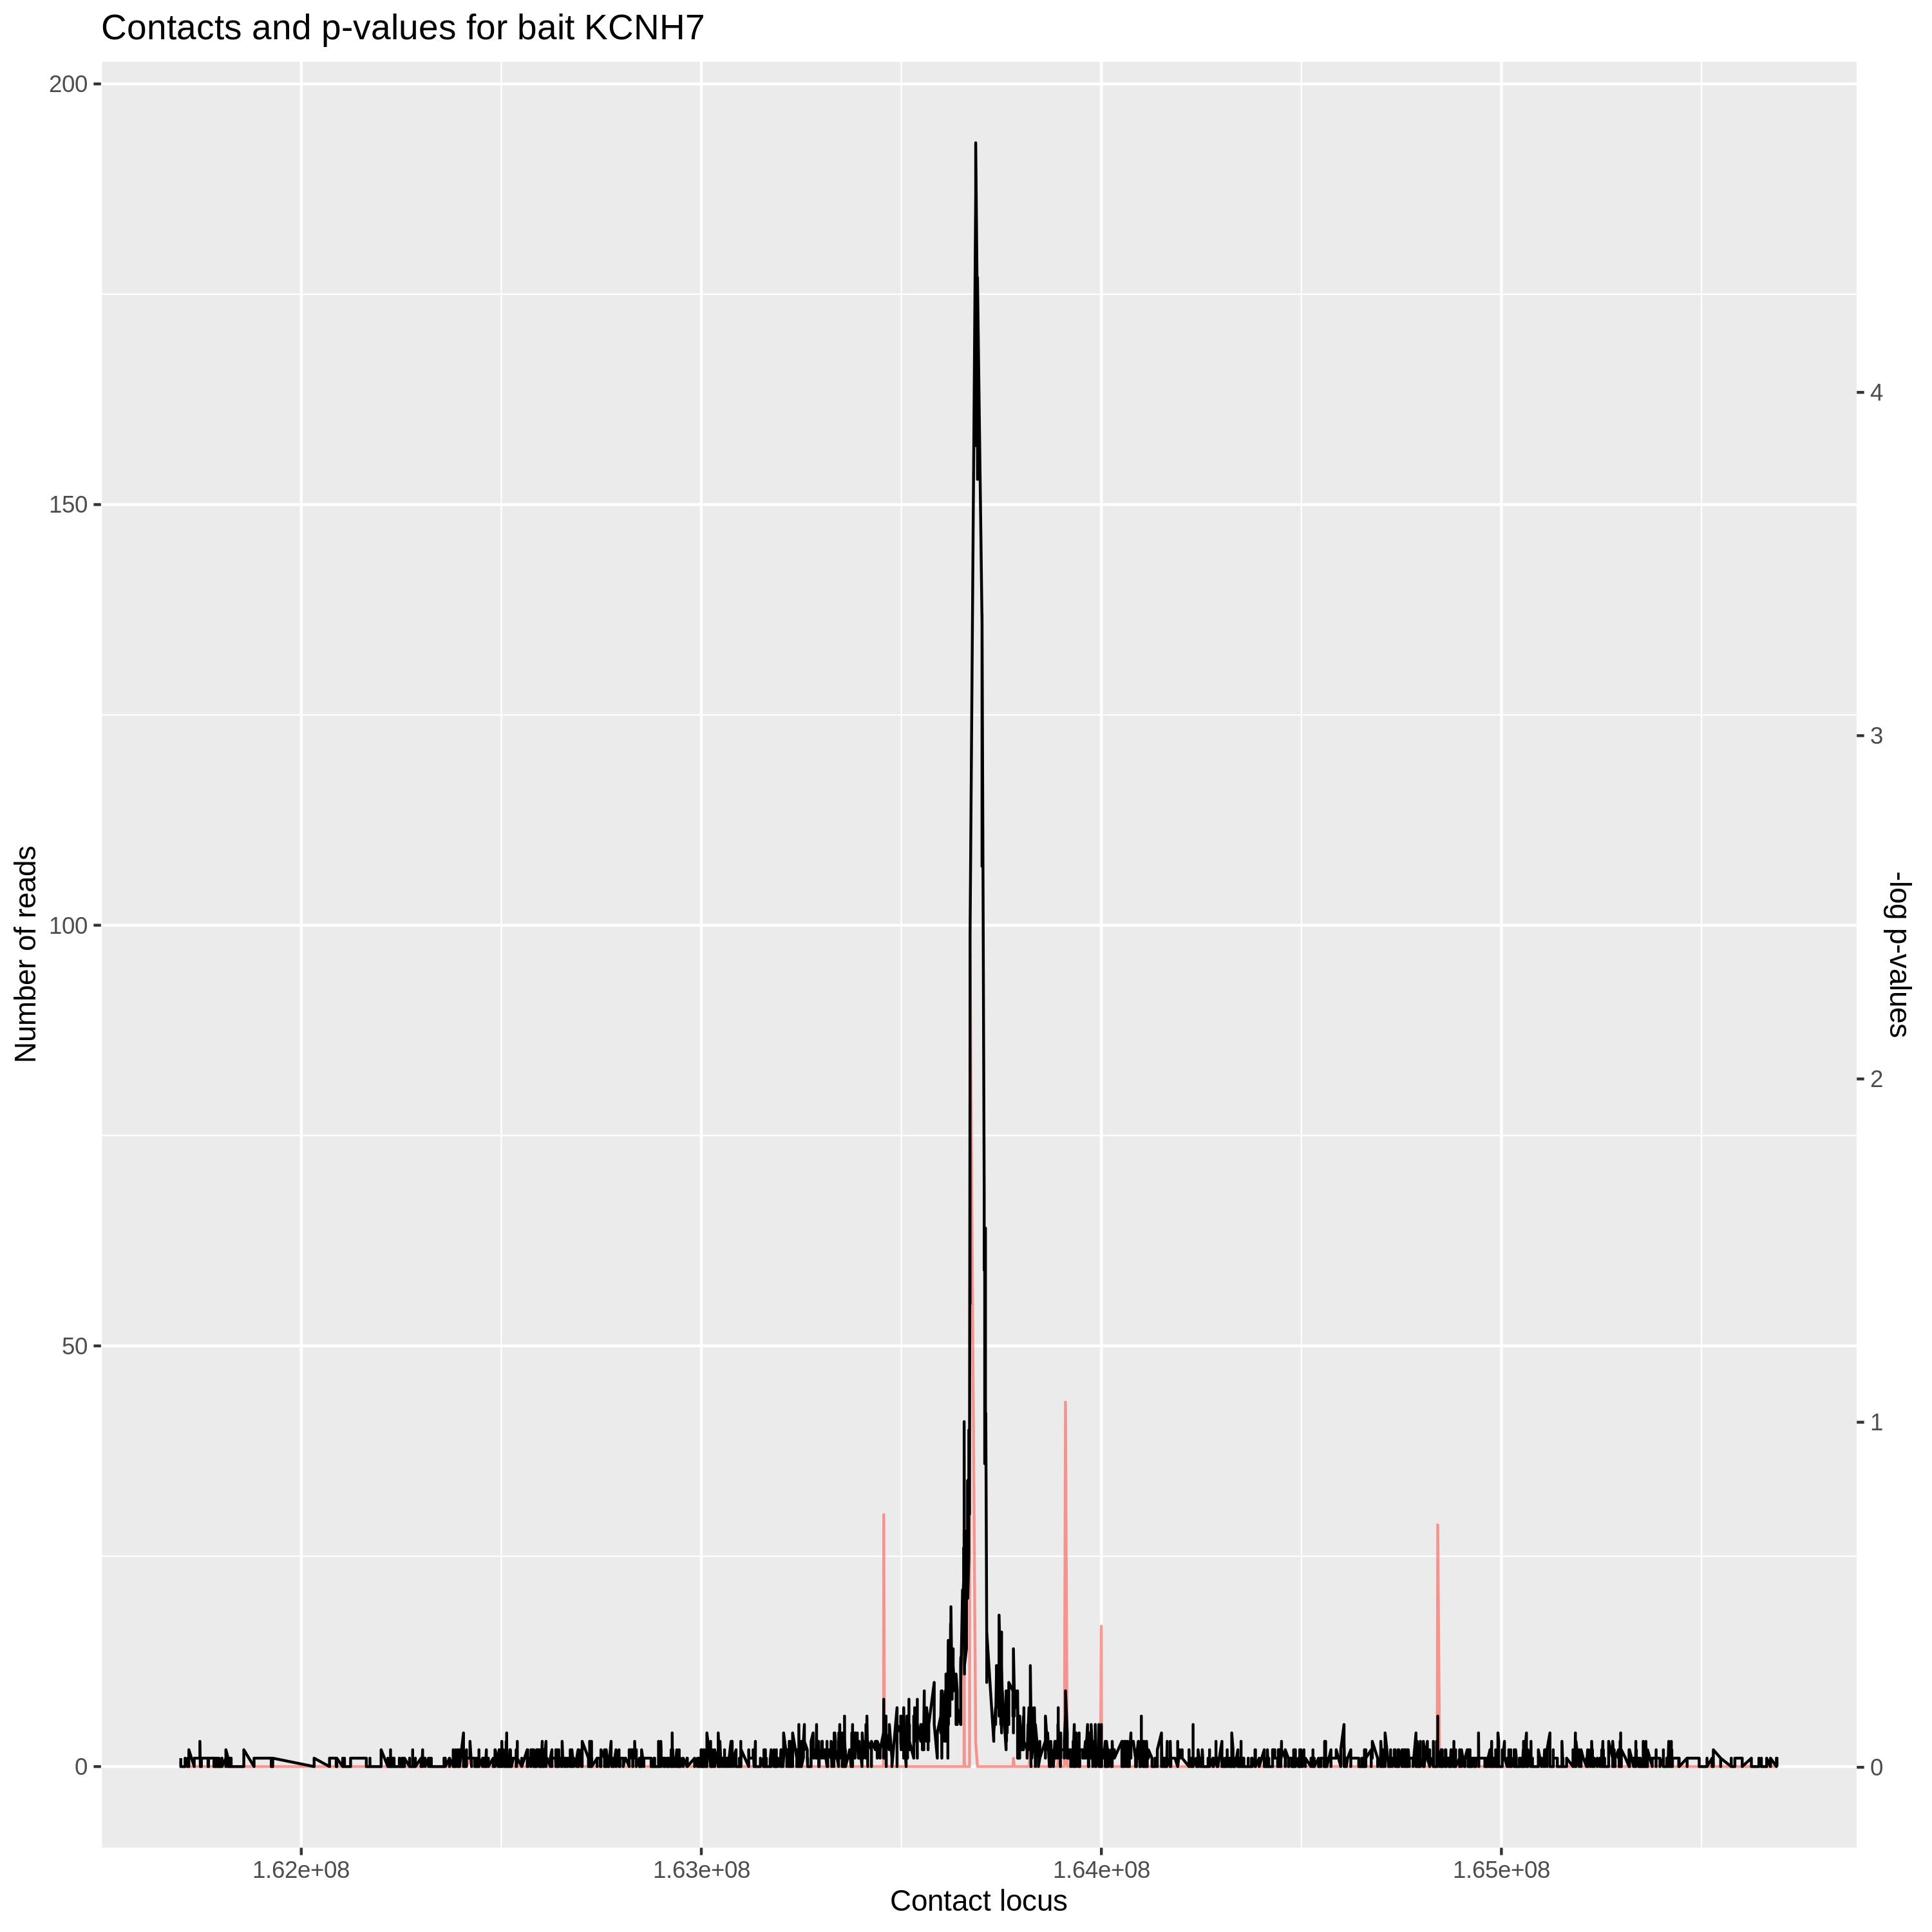 Contacts and p-values for bait KCNH7
200
150
100
50
0
Number of reads
4
3
2
1
0
-log p-values
1.62e+08 1.63e+08 1.64e+08 1.65e+08
Contact locus